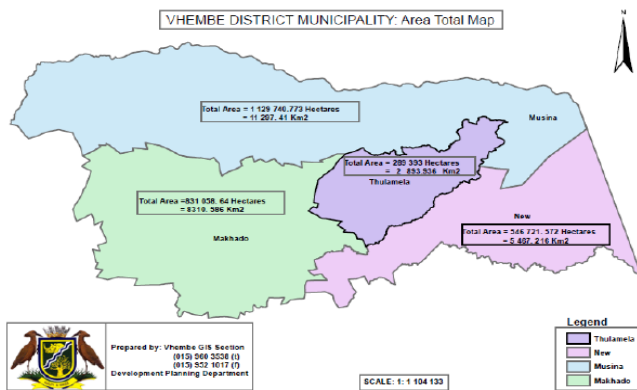 VHEMBE DISTRICT MUNICIPALITY: Area Total Map
N
Total Area = 1 129 740.773 Hectares
= 11 297. 41 Km2
Musina
Total Area = 289 393 Hectares
= 2 893.936 Km2
Thulamela
Total Area =831 058. 64 Hectares
= 8310. 586 Km2
Makhado
New
Total Area = 546 721. 572 Hectares
= 5 467. 216 Km2
Prepared by: Vhembe GIS Section
(015) 960 3538 (t)
(015) 952 1017 (f)
Development Planning Department
SCALE: 1: 1 104 133
Legend
Thulamela
New
Musina
Makhado